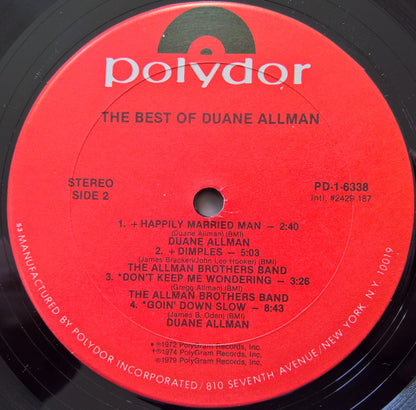 polydor
THE BEST OF DUANE ALLMAN
STEREO
SIDE 2
PD-1-6338
Intl. #2429 187
1. +HAPPILY MARRIED MAN – 2:40
(Duane Allman) (BMI)
DUANE ALLMAN
2. +DIMPLES – 5:03
(James Bracken/John Lee Hooker) (BMI)
THE ALLMAN BROTHERS BAND
3. *DON'T KEEP ME WONDERING – 3:26
(Gregg Allman) (BMI)
THE ALLMAN BROTHERS BAND
4. *GOIN' DOWN SLOW – 8:43
(James B. Oden) (BMI)
DUANE ALLMAN
℗1972 PolyGram Records, Inc.
+℗1974 PolyGram Records, Inc.
©1979 PolyGram Records, Inc.
53 MANUFACTURED BY POLYDOR INCORPORATED/810 SEVENTH AVENUE/NEW YORK, N.Y. 10019